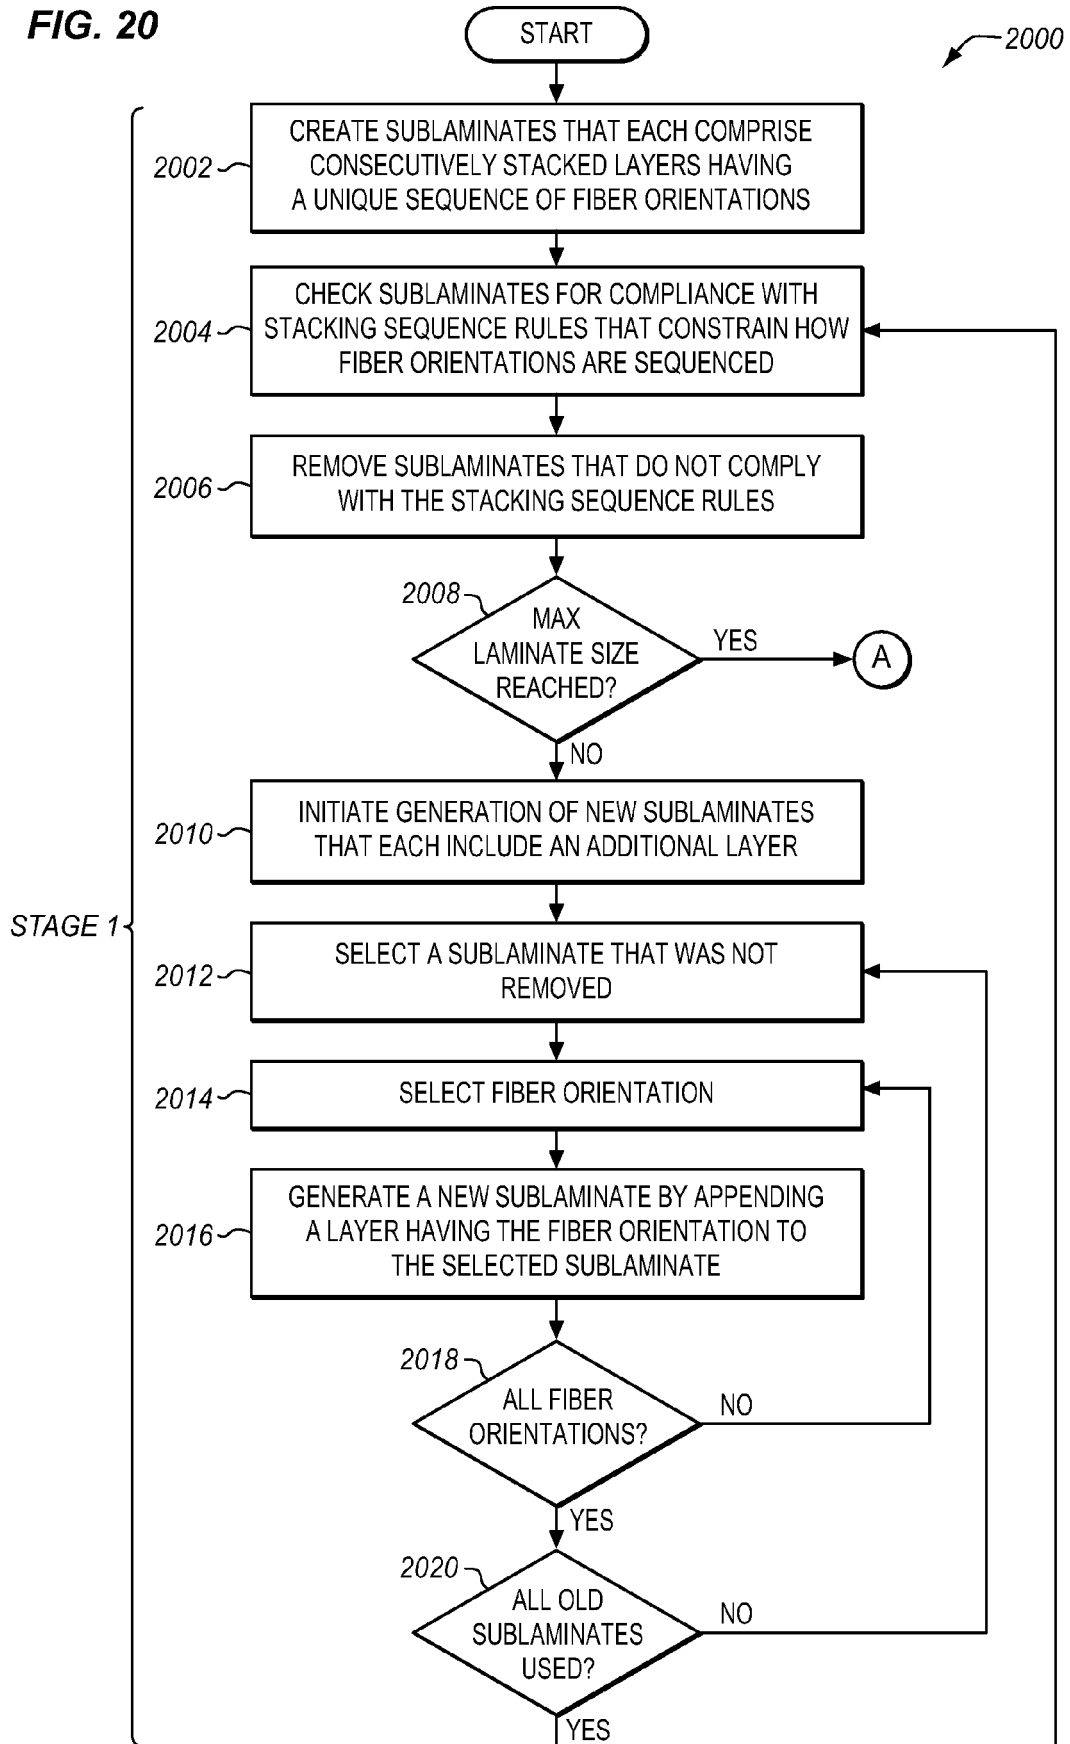 FIG. 20
START
2000
CREATE SUBLAMINATES THAT EACH COMPRISE
CONSECUTIVELY STACKED LAYERS HAVING
A UNIQUE SEQUENCE OF FIBER ORIENTATIONS
2002
CHECK SUBLAMINATES FOR COMPLIANCE WITH
STACKING SEQUENCE RULES THAT CONSTRAIN HOW
FIBER ORIENTATIONS ARE SEQUENCED
2004
REMOVE SUBLAMINATES THAT DO NOT COMPLY
WITH THE STACKING SEQUENCE RULES
2006
2008
MAX
LAMINATE SIZE
REACHED?
YES
A
NO
INITIATE GENERATION OF NEW SUBLAMINATES
THAT EACH INCLUDE AN ADDITIONAL LAYER
2010
STAGE 1
SELECT A SUBLAMINATE THAT WAS NOT
REMOVED
2012
SELECT FIBER ORIENTATION
2014
GENERATE A NEW SUBLAMINATE BY APPENDING
A LAYER HAVING THE FIBER ORIENTATION TO
THE SELECTED SUBLAMINATE
2016
2018
ALL FIBER
ORIENTATIONS?
NO
YES
2020
ALL OLD
SUBLAMINATES
USED?
NO
YES